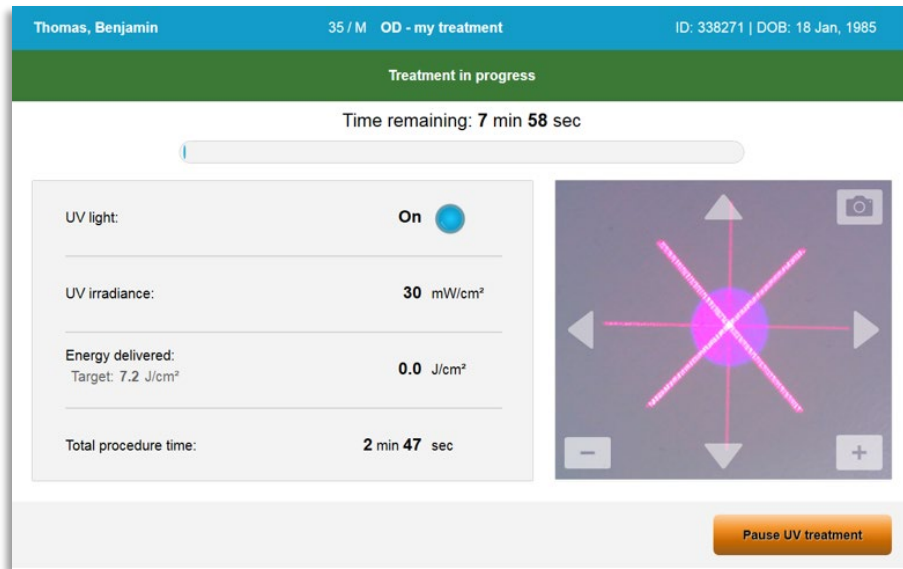 Thomas, Benjamin 35 / M OD - my treatment ID: 338271 | DOB: 18 Jan, 1985
Treatment in progress
Time remaining: 7 min 58 sec
UV light: On
UV irradiance: 30 mW/cm²
Energy delivered:
Target: 7.2 J/cm² 0.0 J/cm²
Total procedure time: 2 min 47 sec
Pause UV treatment